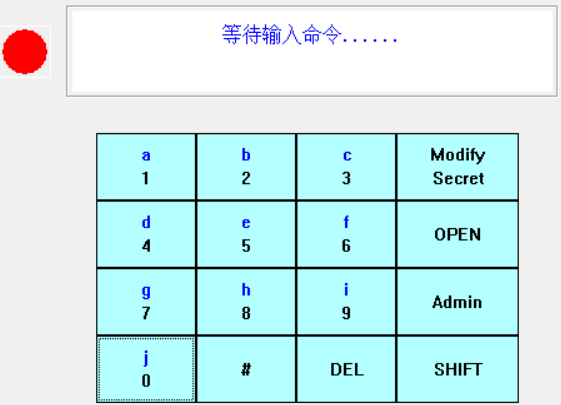 等待输入命令......
a
1
b
2
c
3
Modify
Secret
d
4
e
5
f
6
OPEN
g
7
h
8
i
9
Admin
j
0
#
DEL
SHIFT